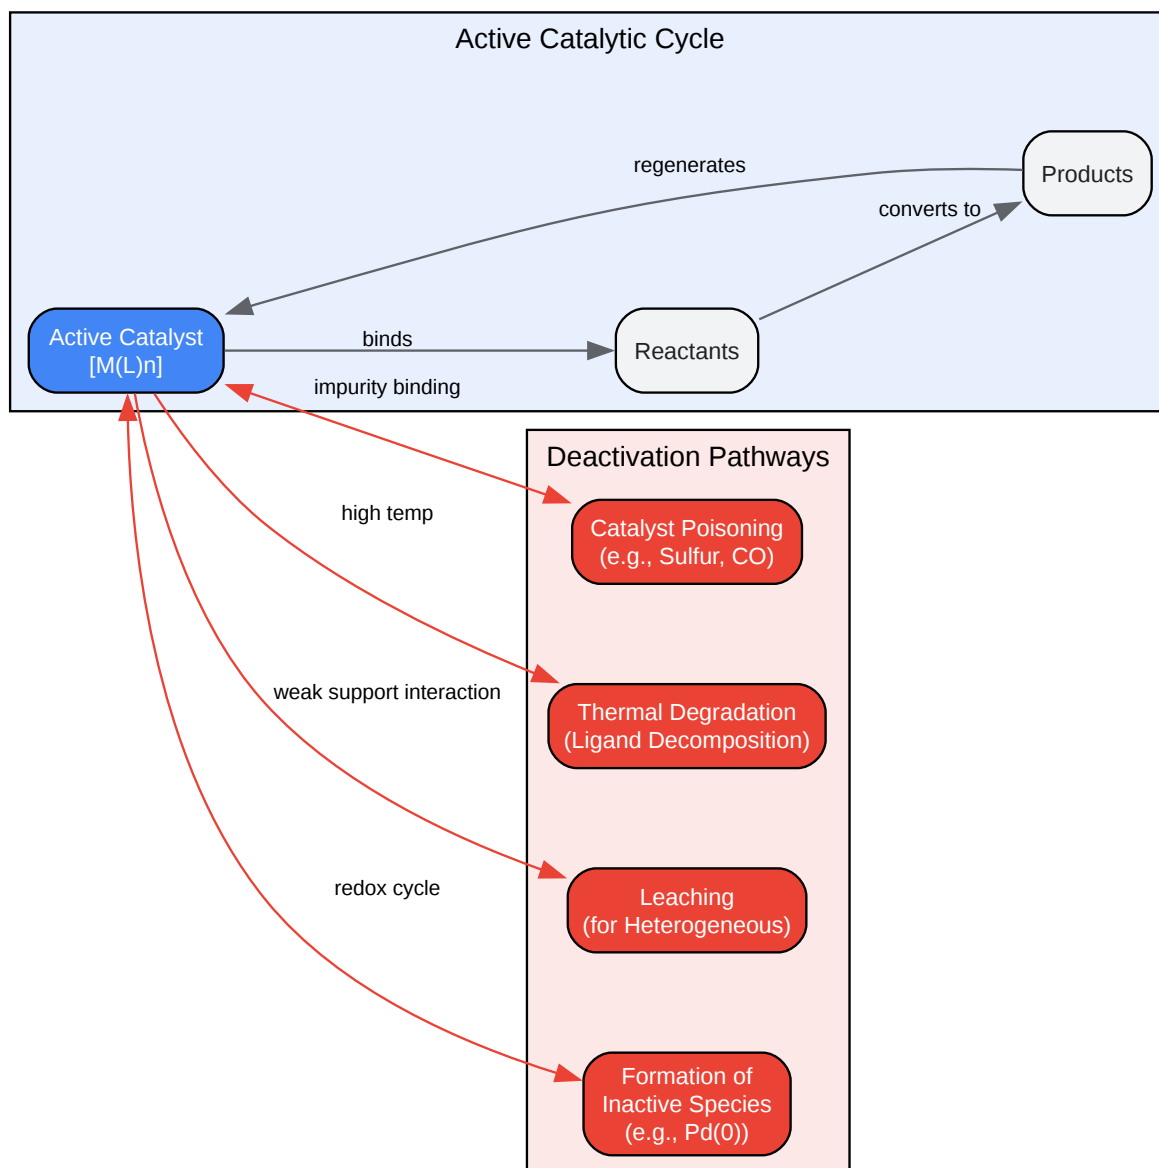 Active Catalytic Cycle
regenerates
Products
converts to
Active Catalyst
[M(L)n]
binds
Reactants
impurity binding
Deactivation Pathways
high temp
Catalyst Poisoning
(e.g., Sulfur, CO)
weak support interaction
Thermal Degradation
(Ligand Decomposition)
redox cycle
Leaching
(for Heterogeneous)
Formation of
Inactive Species
(e.g., Pd(0))